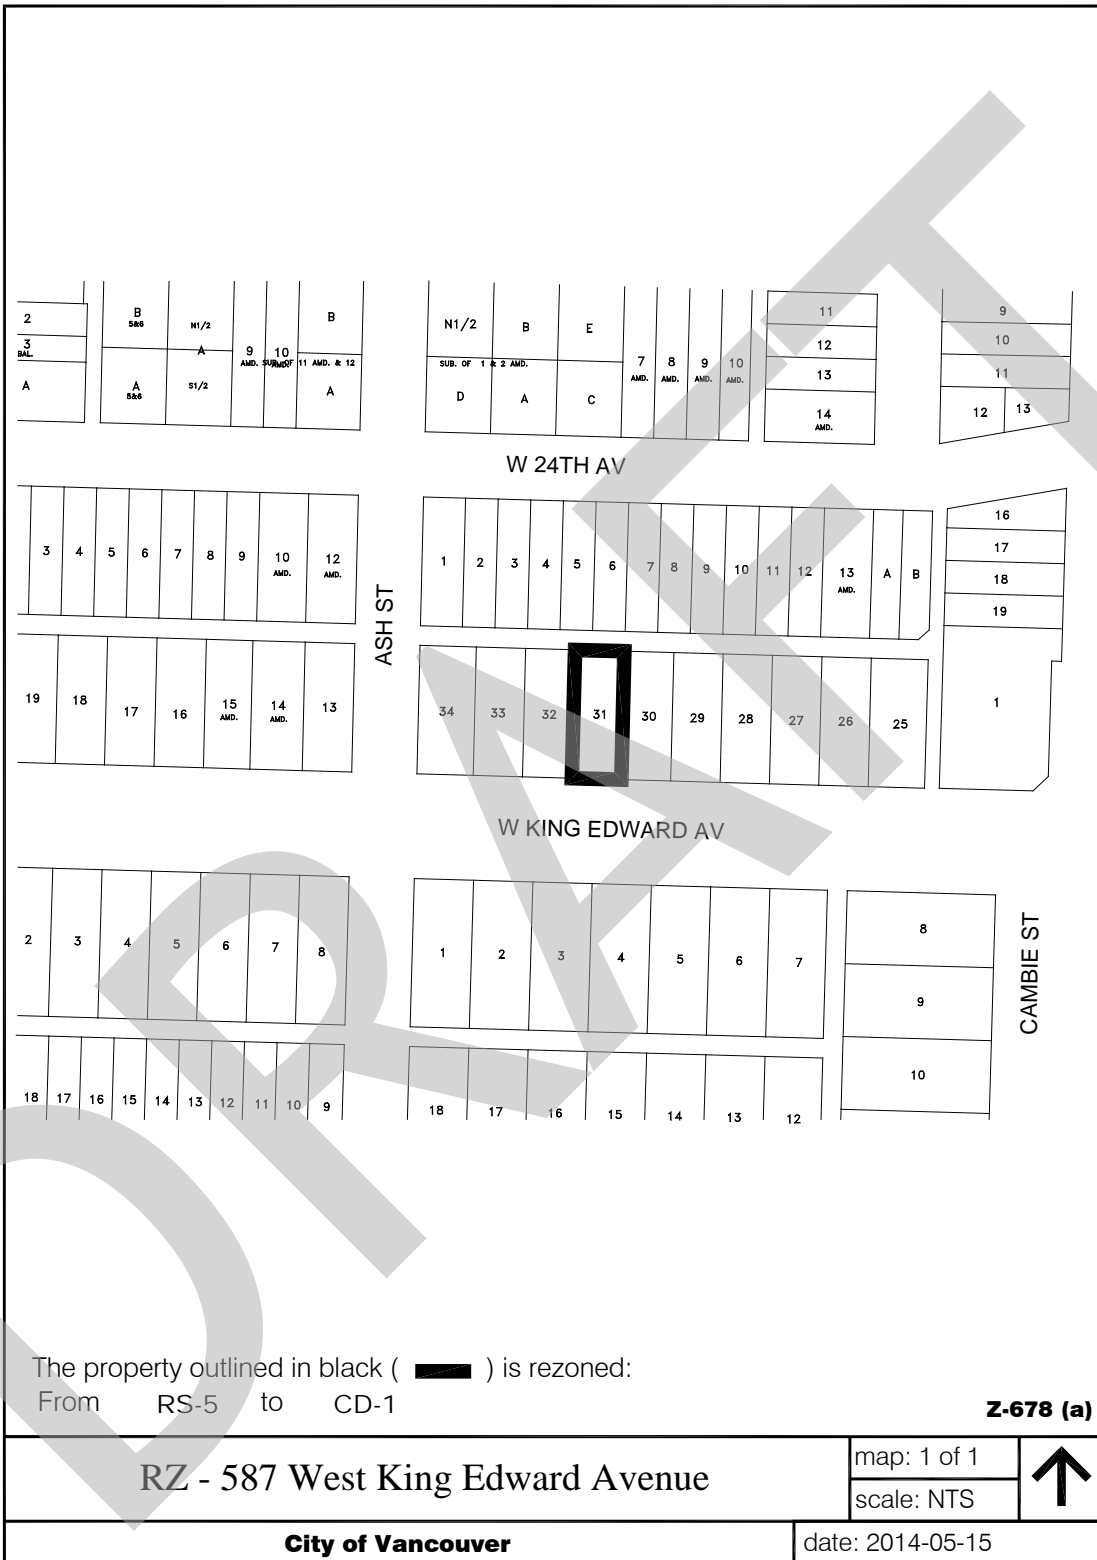 2
3
BAL.
A
B
5&6
A
5&6
N1/2
A
S1/2
9
AMD.
10
AMD.
SUB. OF 11 AMD. & 12
B
A
N1/2
B
E
SUB. OF 1 & 2 AMD.
D
A
C
7
AMD.
8
AMD.
9
AMD.
10
AMD.
11
12
13
14
AMD.
9
10
11
12 13
W 24TH AV
3 4 5 6 7 8 9 10 12
AMD. AMD.
ASH ST
1 2 3 4 5 6 7 8 9 10 11 12 13 A B
AMD.
16
17
18
19
1
19 18 17 16 15 14 13
AMD. AMD.
34 33 32 31 30 29 28 27 26 25
W KING EDWARD AV
2 3 4 5 6 7 8
1 2 3 4 5 6 7
8
9
10
CAMBIE ST
18 17 16 15 14 13 12 11 10 9
18 17 16 15 14 13 12
DRAFT
The property outlined in black ( ) is rezoned:
From RS-5 to CD-1
Z-678 (a)
RZ - 587 West King Edward Avenue
map: 1 of 1
scale: NTS
City of Vancouver
date: 2014-05-15